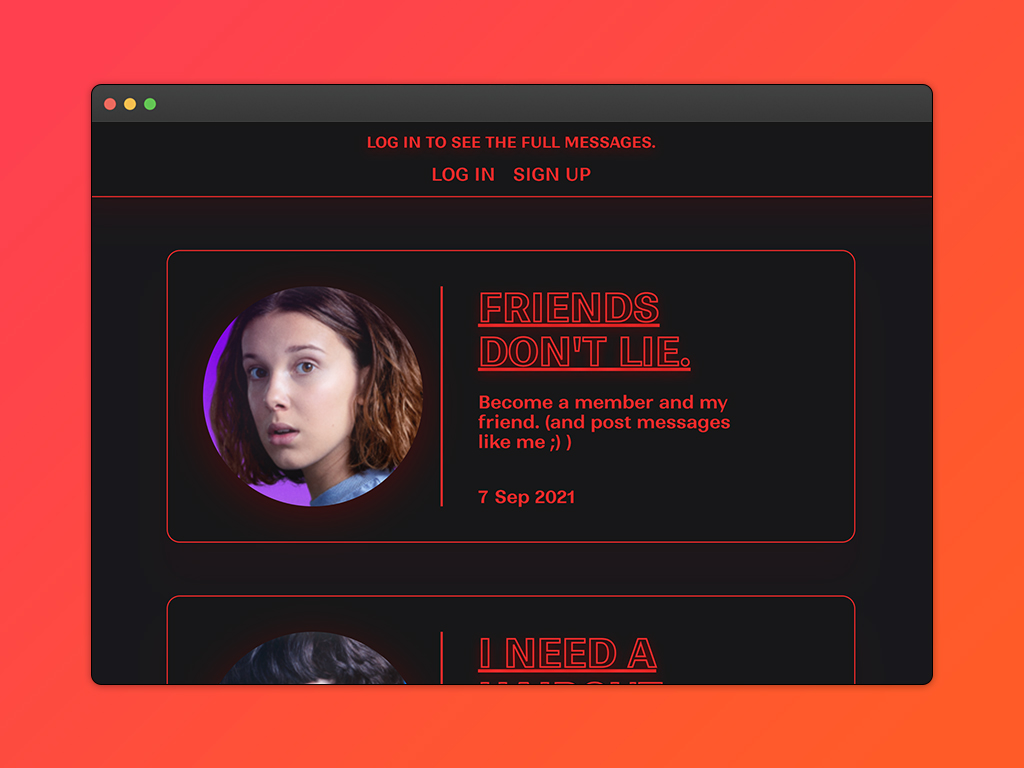 LOG IN TO SEE THE FULL MESSAGES.
LOG IN SIGN UP
FRIENDS
DON'T LIE.
Become a member and my
friend. (and post messages
like me ;) )
7 Sep 2021
I NEED A